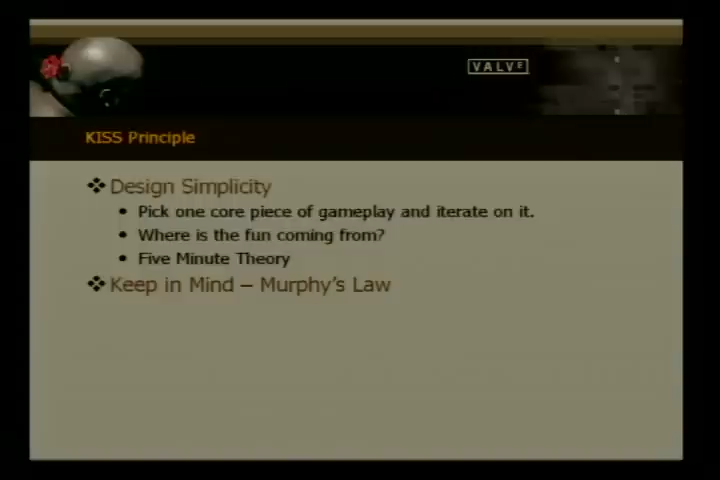 VALVE
KISS Principle
Design Simplicity
Pick one core piece of gameplay and iterate on it.
Where is the fun coming from?
Five Minute Theory
Keep in Mind – Murphy's Law